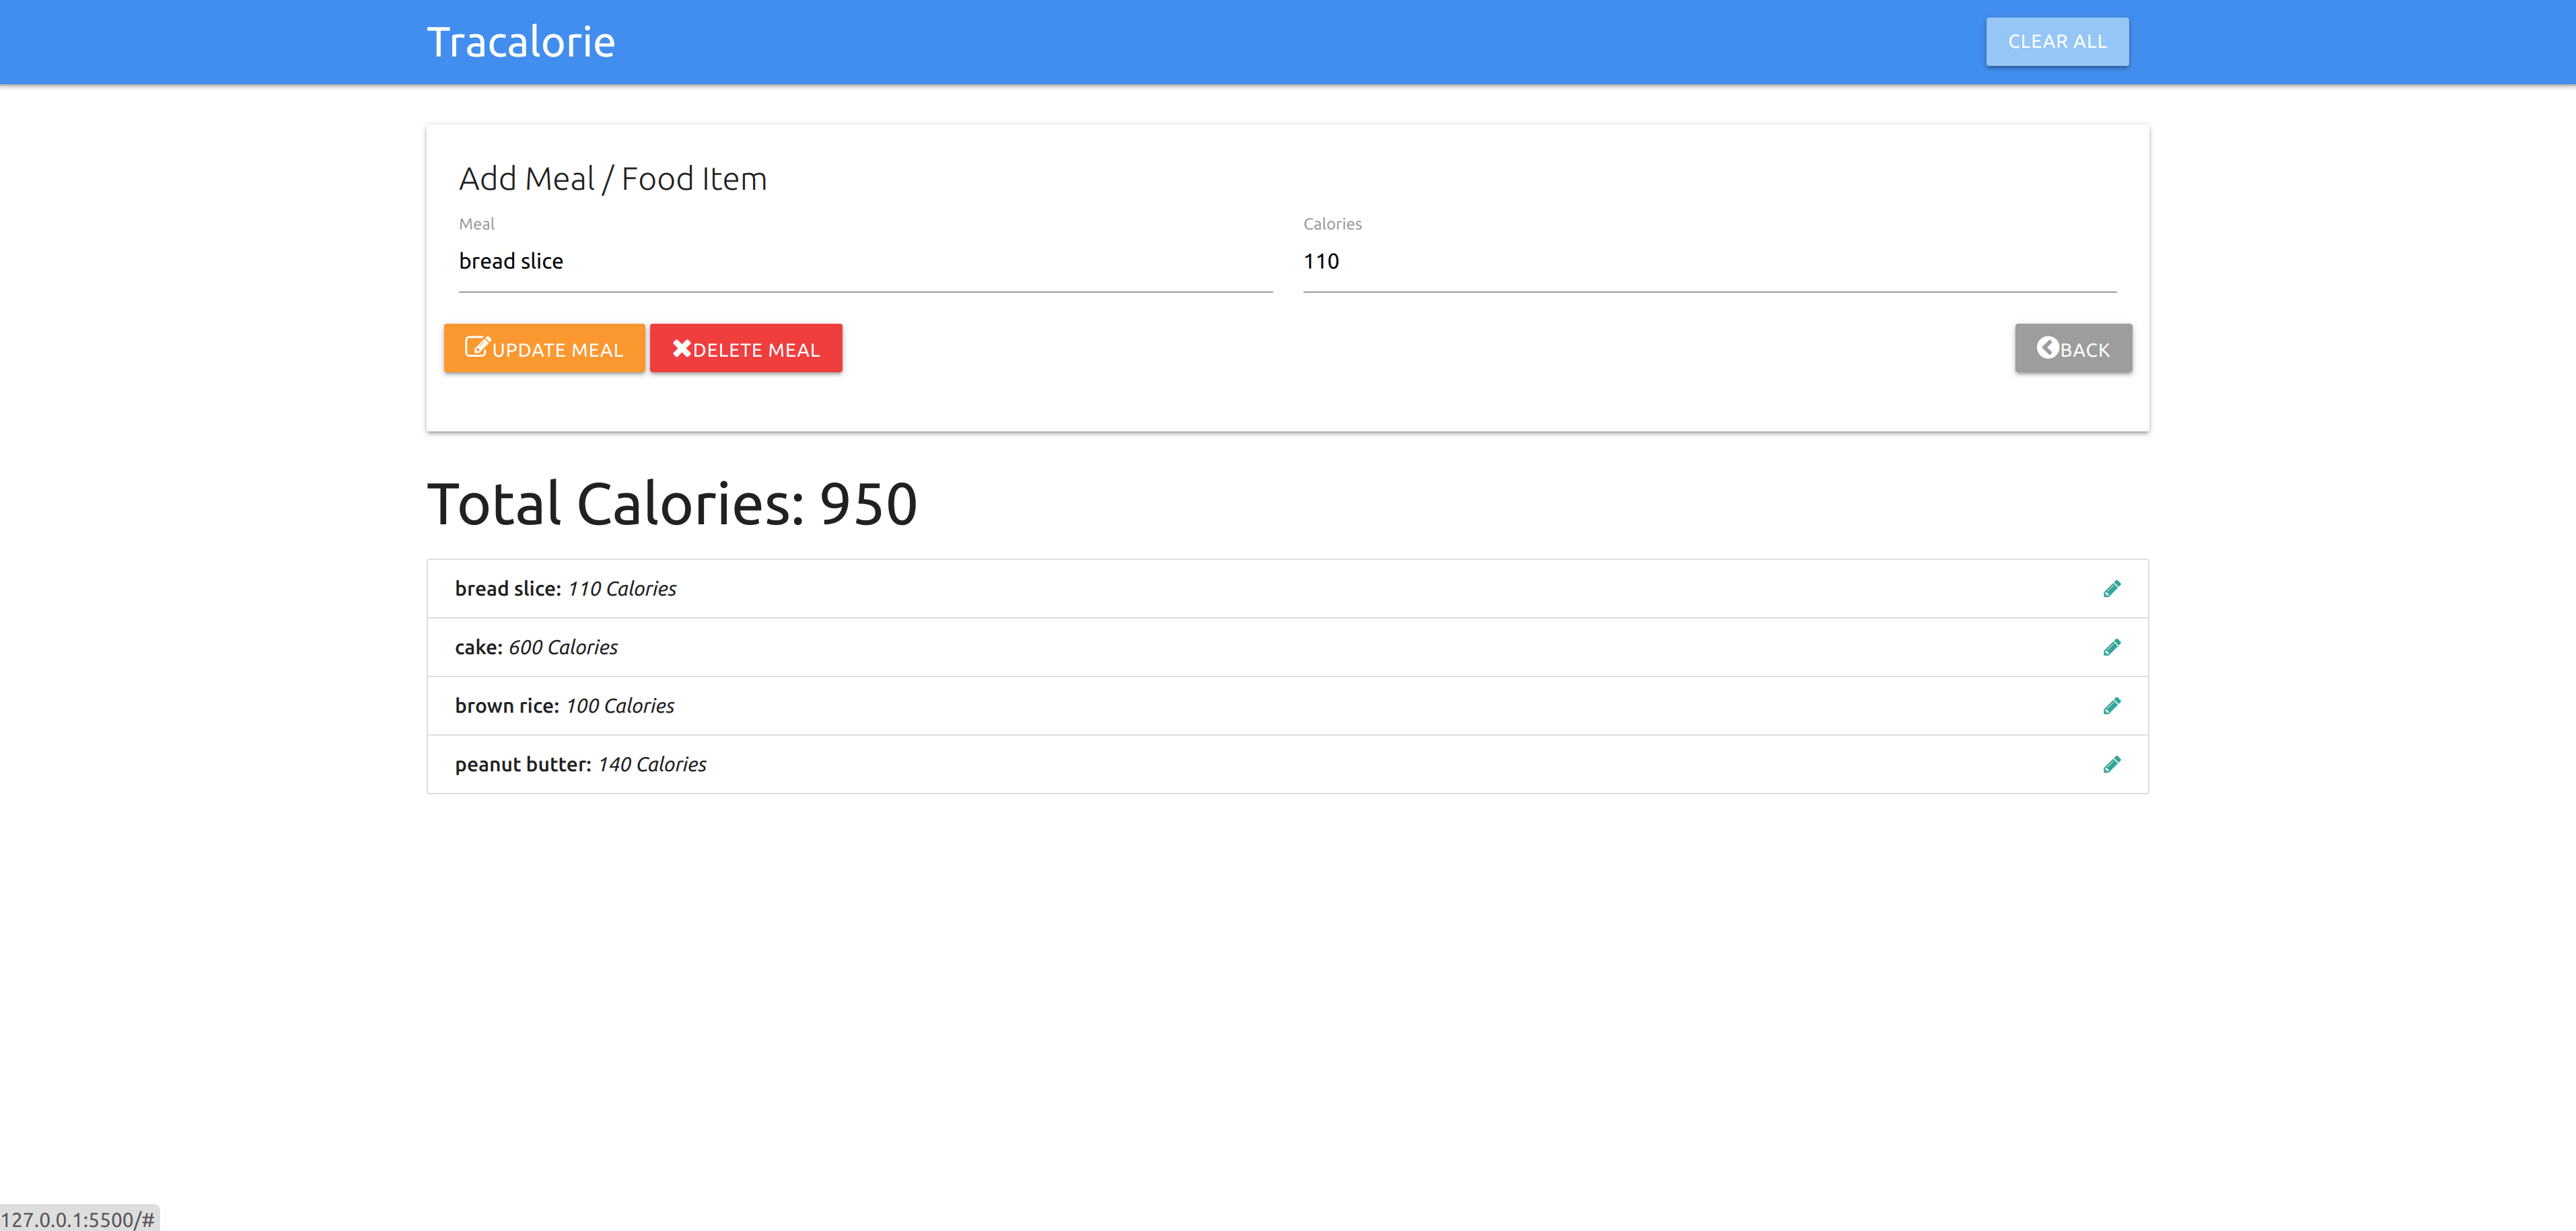 Tracalorie
CLEAR ALL
Add Meal / Food Item
Meal
Calories
bread slice
110
UPDATE MEAL
DELETE MEAL
BACK
Total Calories: 950
bread slice: 110 Calories
cake: 600 Calories
brown rice: 100 Calories
peanut butter: 140 Calories
127.0.0.1:5500/#